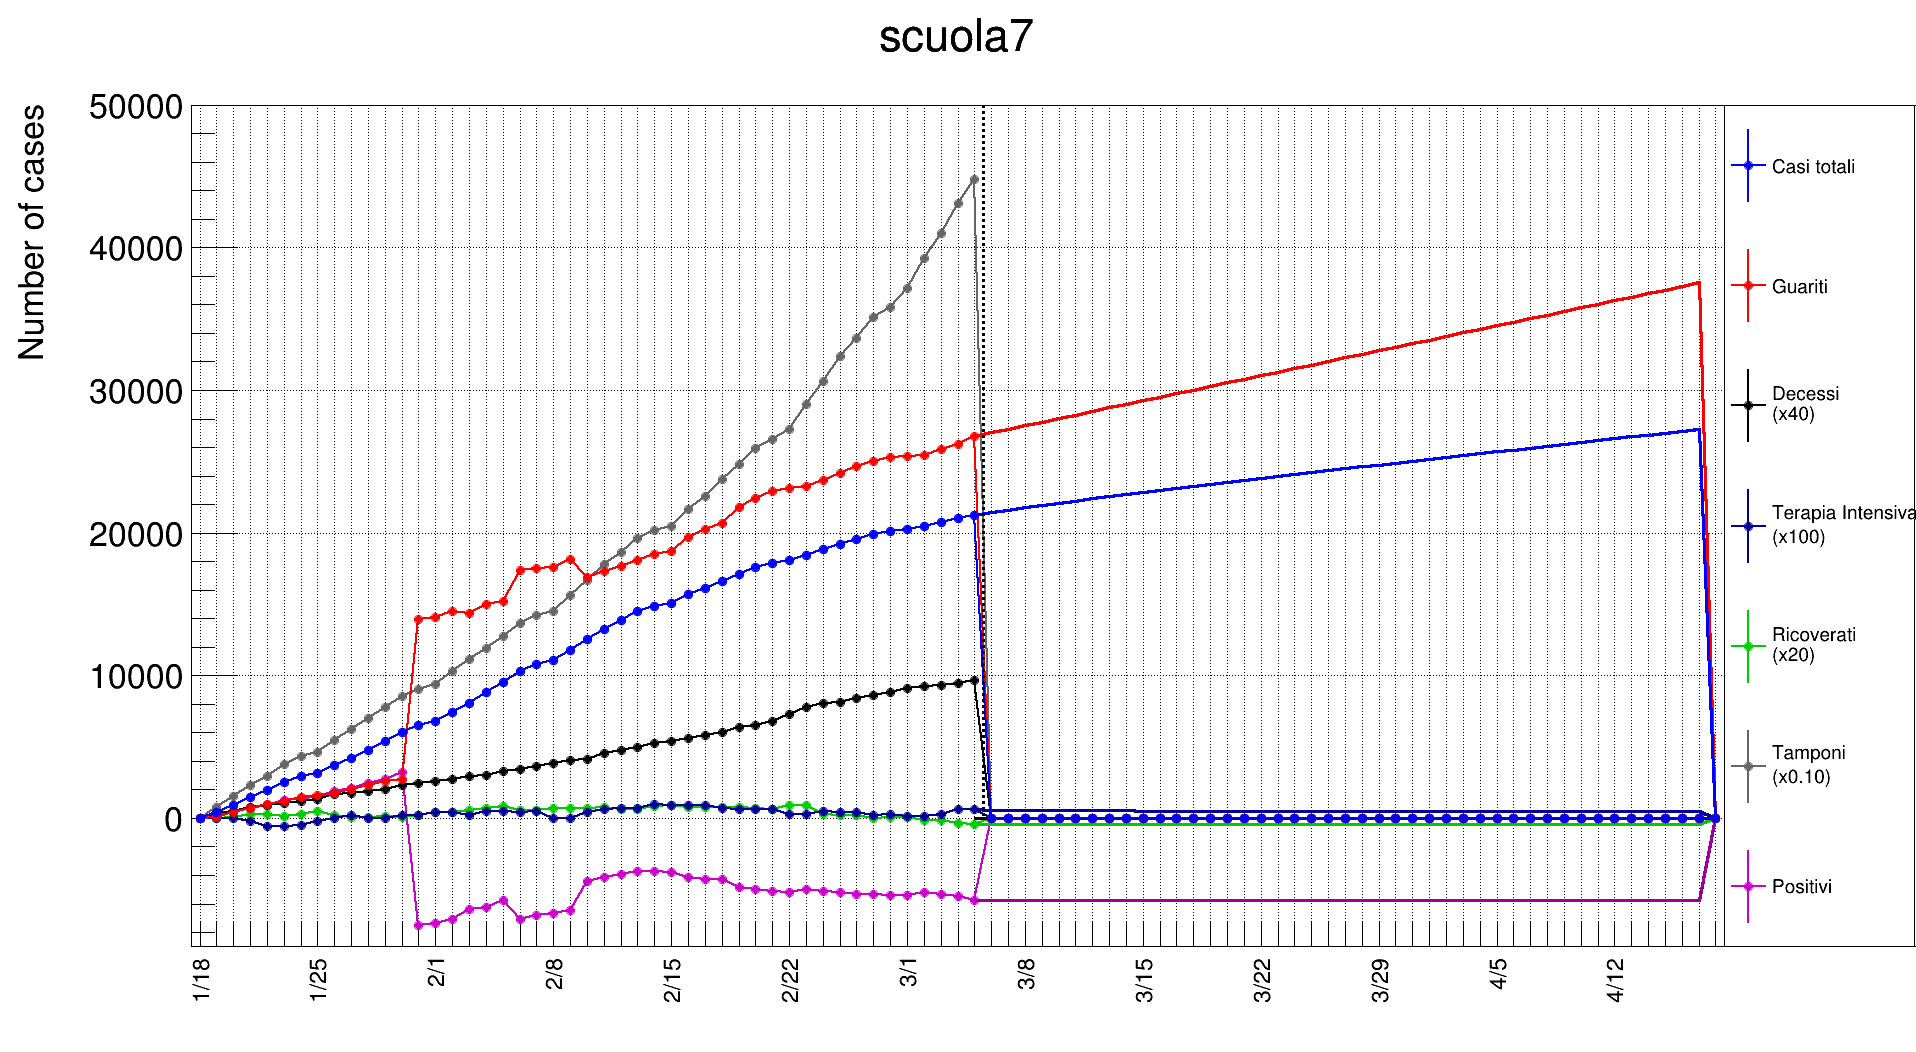 scuola7
Number of cases
50000
40000
30000
20000
10000
0
1/18
1/25
2/1
2/8
2/15
2/22
3/1
3/8
3/15
3/22
3/29
4/5
4/12
Casi totali
Guariti
Decessi
(x40)
Terapia Intensiva
(x100)
Ricoverati
(x20)
Tamponi
(x0.10)
Positivi